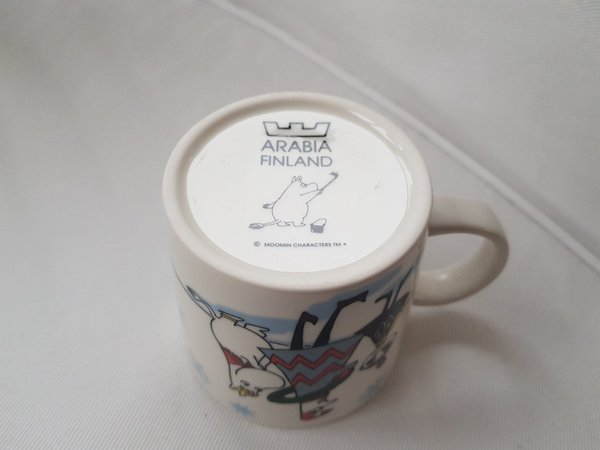 ARABIA
FINLAND
© MOOMIN CHARACTERS TM •